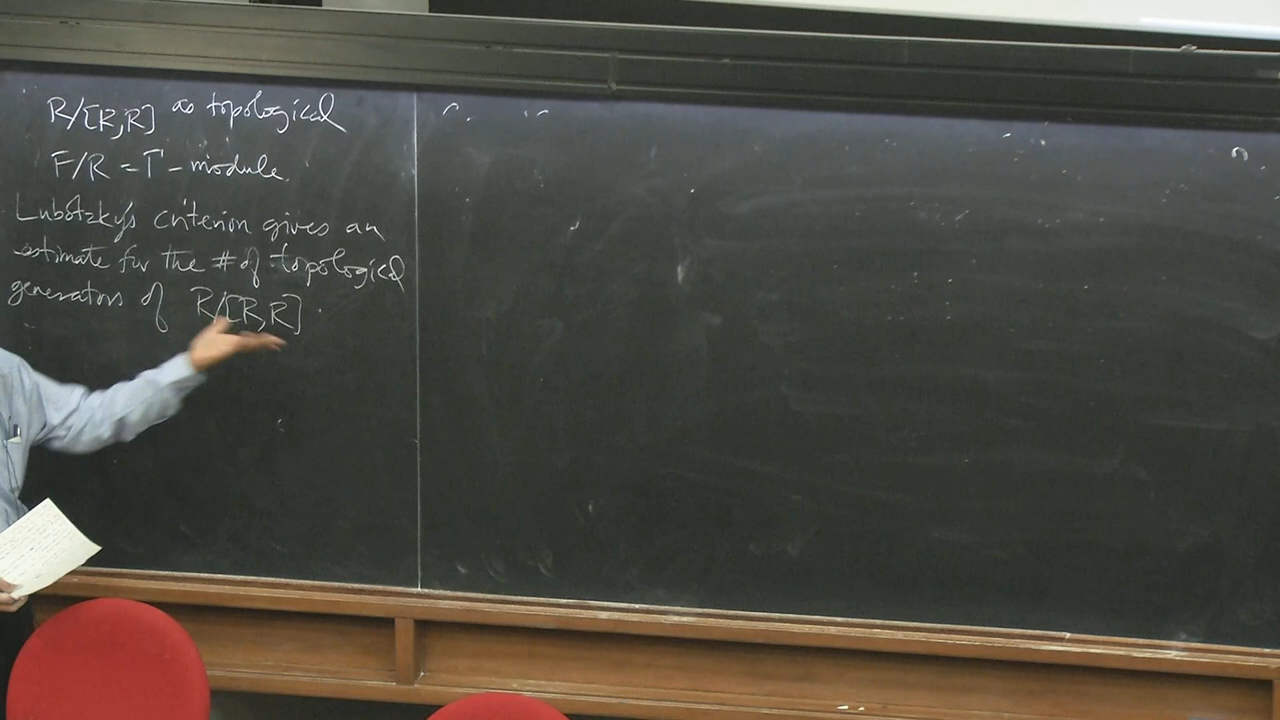 R/[R,R] as topological
F/R = Γ - module.
Lubotzky's criterion gives an
estimate for the # of topological
generators of R/[R,R].